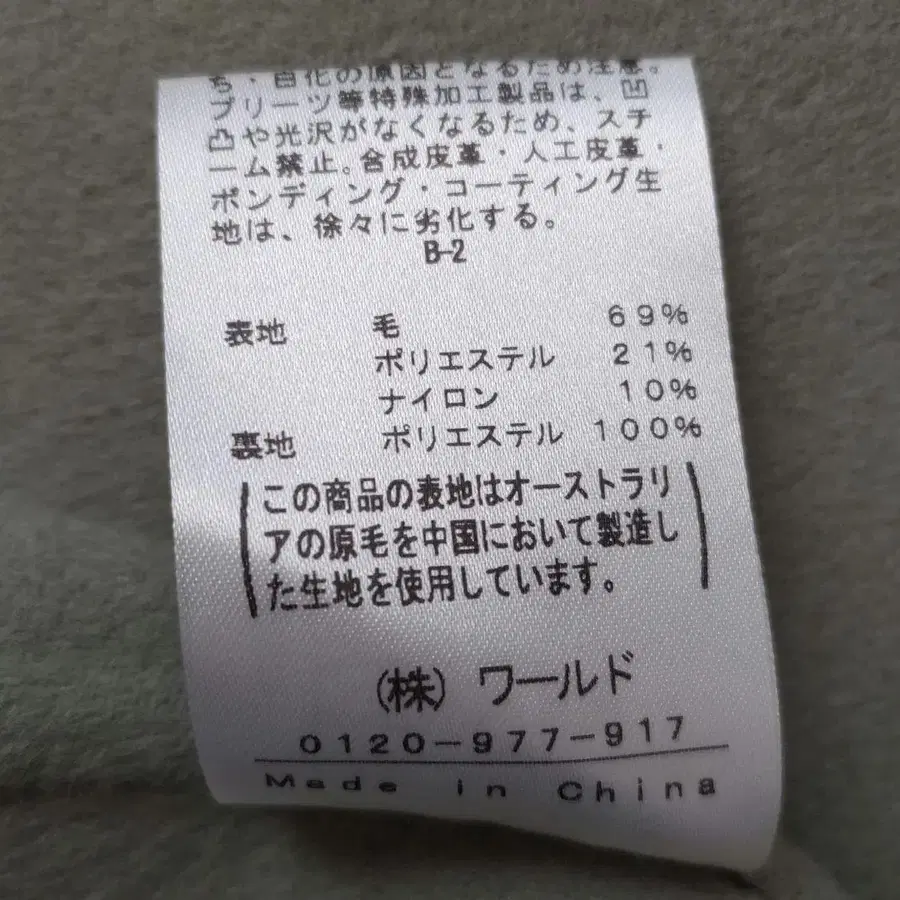 ち・白化の原因となるため注意。
プリーツ等特殊加工製品は、凹
凸や光沢がなくなるため、スチ
ーム禁止。合成皮革・人工皮革・
ボンディング・コーティング生
地は、徐々に劣化する。
B-2
表地 毛 69%
ポリエステル 21%
ナイロン 10%
裏地 ポリエステル 100%
(この商品の表地はオーストラリ
アの原毛を中国において製造し
た生地を使用しています。)
(株) ワールド
0120-977-917
Made in China